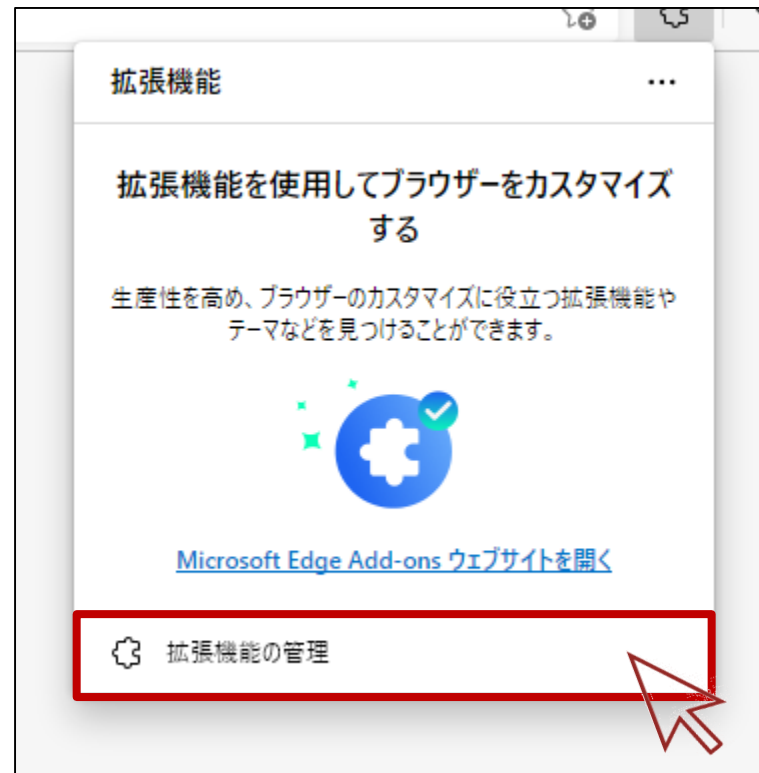 拡張機能
...
拡張機能を使用してブラウザーをカスタマイズ
する
生産性を高め、ブラウザーのカスタマイズに役立つ拡張機能や
テーマなどを見つけることができます。
Microsoft Edge Add-ons ウェブサイトを開く
拡張機能の管理